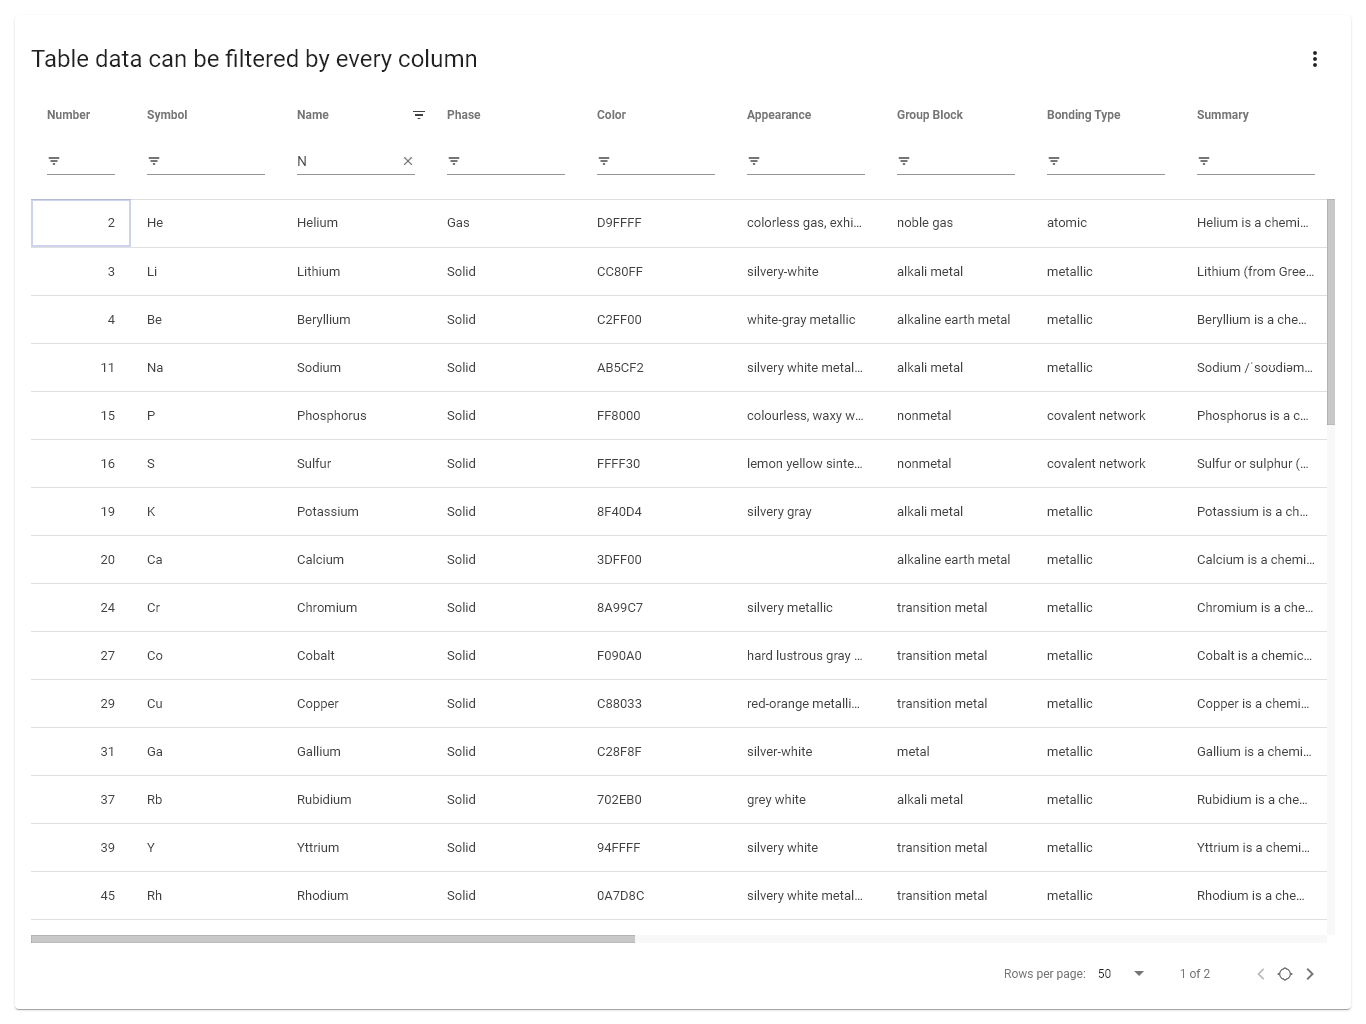 Table data can be filtered by every column
Number Symbol Name Phase Color Appearance Group Block Bonding Type Summary
N
2 He Helium Gas D9FFFF colorless gas, exhi... noble gas atomic Helium is a chemi...
3 Li Lithium Solid CC80FF silvery-white alkali metal metallic Lithium (from Gree...
4 Be Beryllium Solid C2FF00 white-gray metallic alkaline earth metal metallic Beryllium is a che...
11 Na Sodium Solid AB5CF2 silvery white metal... alkali metal metallic Sodium /ˈsoʊdiəm...
15 P Phosphorus Solid FF8000 colourless, waxy w... nonmetal covalent network Phosphorus is a c...
16 S Sulfur Solid FFFF30 lemon yellow sinte... nonmetal covalent network Sulfur or sulphur (...
19 K Potassium Solid 8F40D4 silvery gray alkali metal metallic Potassium is a ch...
20 Ca Calcium Solid 3DFF00 alkaline earth metal metallic Calcium is a chemi...
24 Cr Chromium Solid 8A99C7 silvery metallic transition metal metallic Chromium is a che...
27 Co Cobalt Solid F090A0 hard lustrous gray ... transition metal metallic Cobalt is a chemic...
29 Cu Copper Solid C88033 red-orange metalli... transition metal metallic Copper is a chemi...
31 Ga Gallium Solid C28F8F silver-white metal metallic Gallium is a chemi...
37 Rb Rubidium Solid 702EB0 grey white alkali metal metallic Rubidium is a che...
39 Y Yttrium Solid 94FFFF silvery white transition metal metallic Yttrium is a chemi...
45 Rh Rhodium Solid 0A7D8C silvery white metal... transition metal metallic Rhodium is a che...
Rows per page: 50 1 of 2